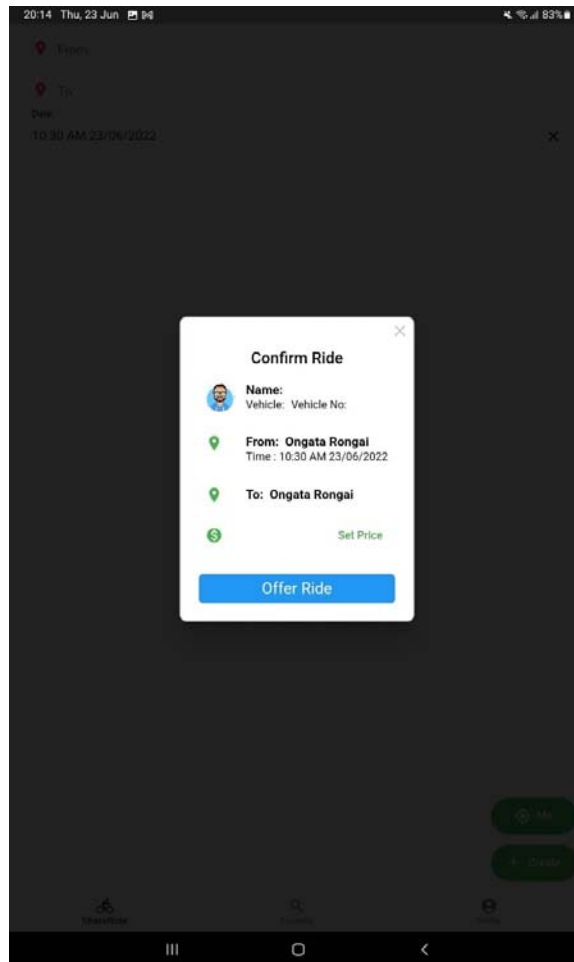 20:14 Thu, 23 Jun 83%
From
To
Date
10:30 AM 23/06/2022
Confirm Ride
Name:
Vehicle: Vehicle No:
From: Ongata Rongai
Time : 10:30 AM 23/06/2022
To: Ongata Rongai
Set Price
Offer Ride
Me
+ Create
ShareRide
Profile